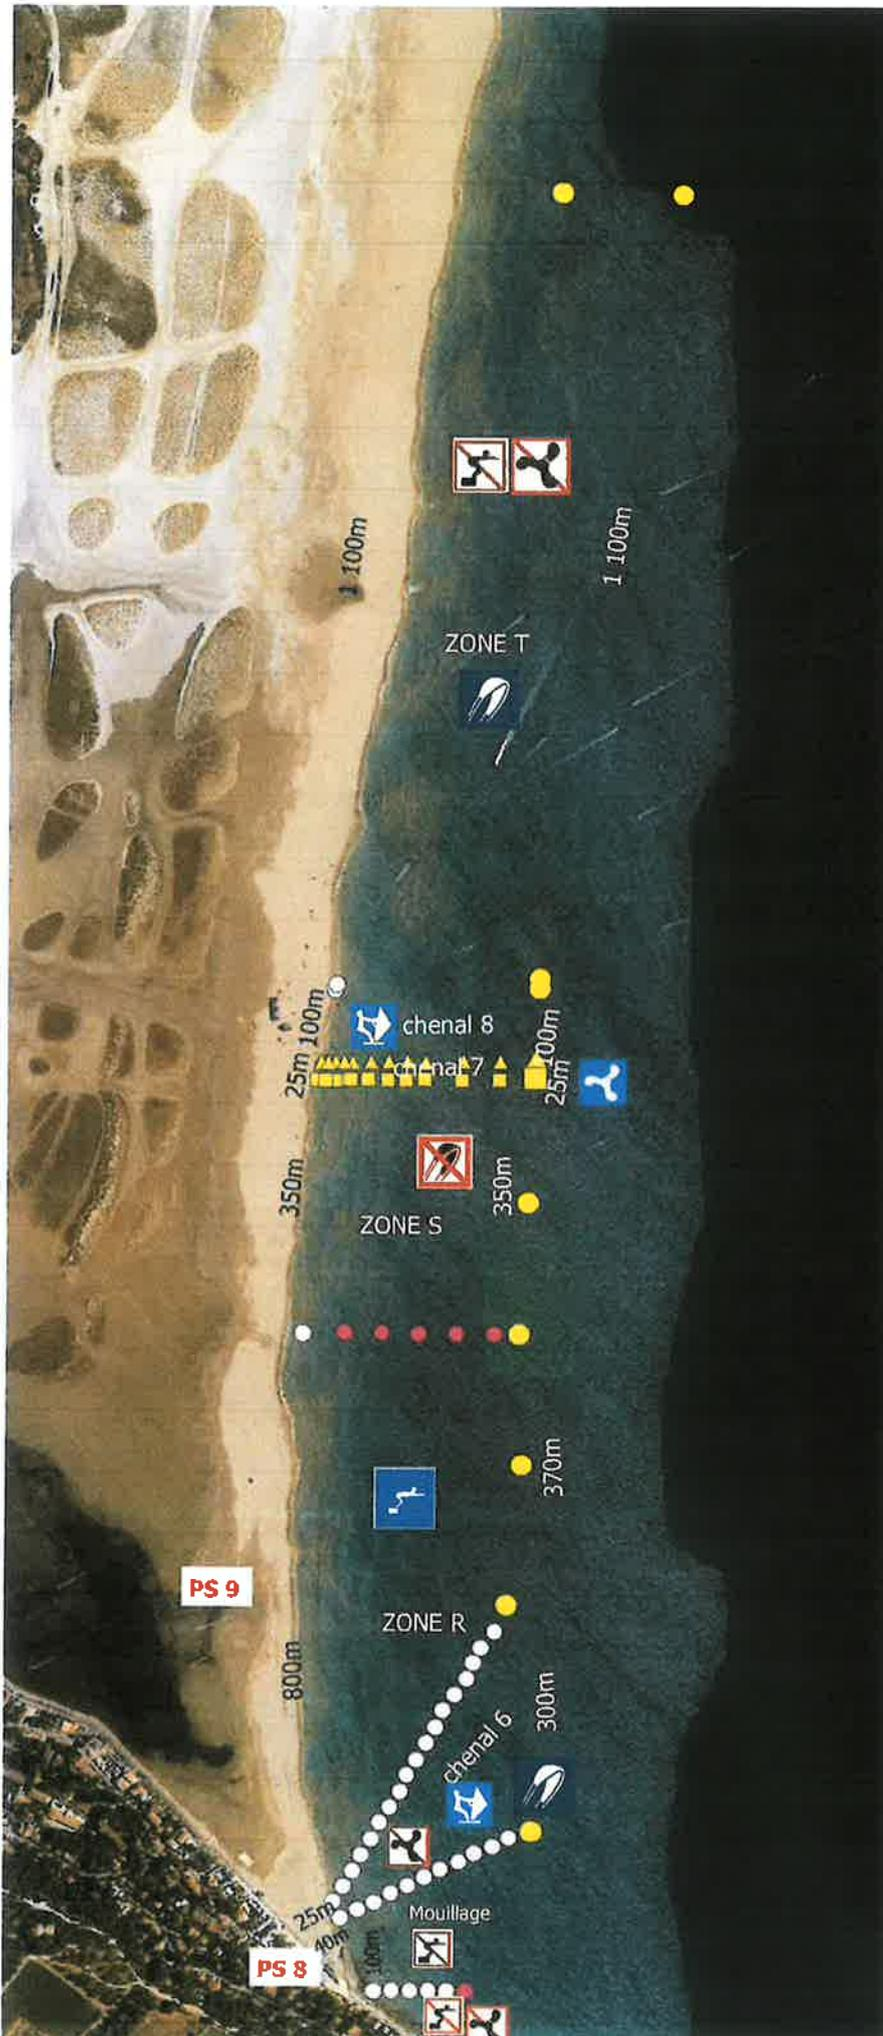 1 100m
1 100m
ZONE T
100m
chenal 8
100m
25m
chenal 7
25m
350m
350m
ZONE S
370m
PS 9
ZONE R
800m
300m
chenal 6
25m
Mouillage
40m
100m
PS 8